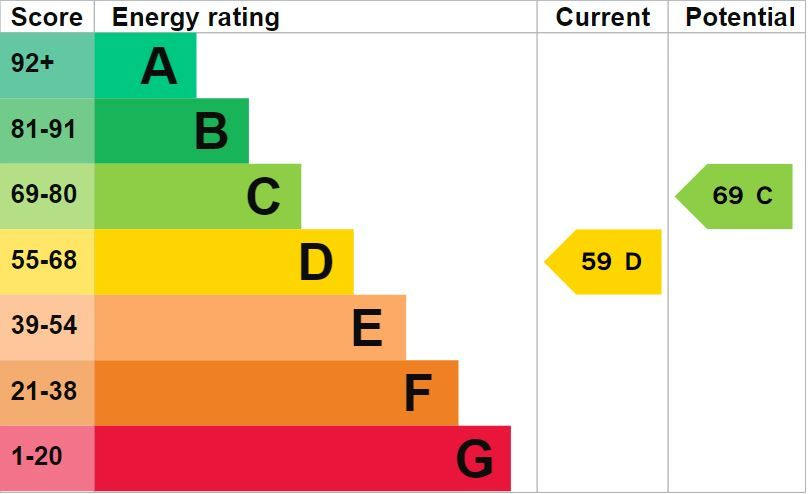 Score Energy rating Current Potential
92+ A
81-91 B
69-80 C 69 C
55-68 D 59 D
39-54 E
21-38 F
1-20 G